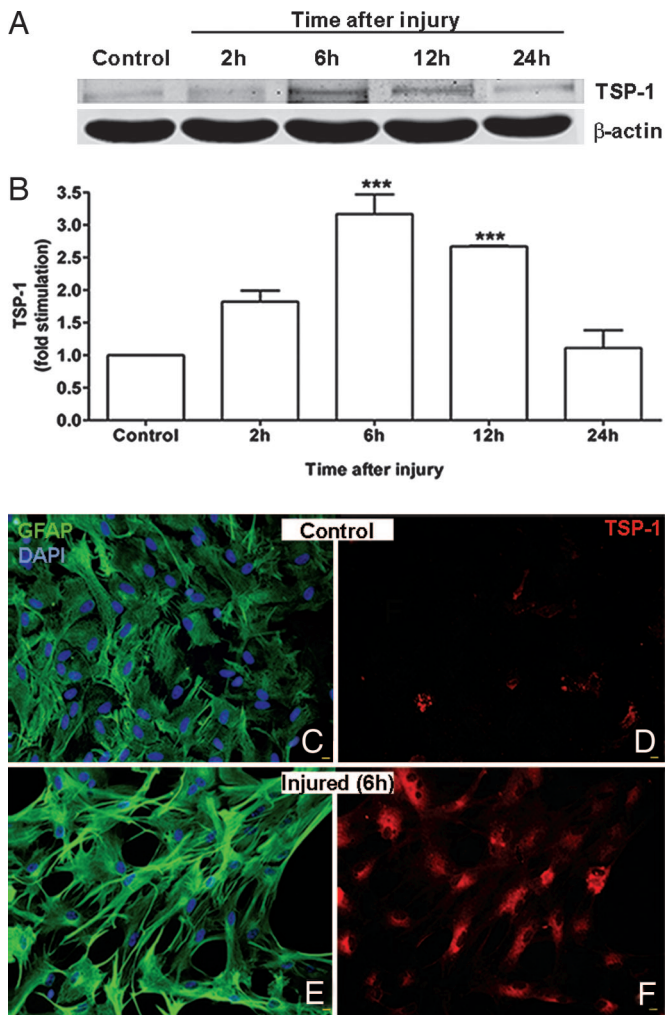 A
Time after injury
Control 2h 6h 12h 24h
TSP-1
β-actin
B
TSP-1
(fold stimulation)
3.5
3.0
2.5
2.0
1.5
1.0
0.5
0.0
*** ***
Control 2h 6h 12h 24h
Time after injury
GFAP
DAPI
Control
TSP-1
C D
Injured (6h)
E F